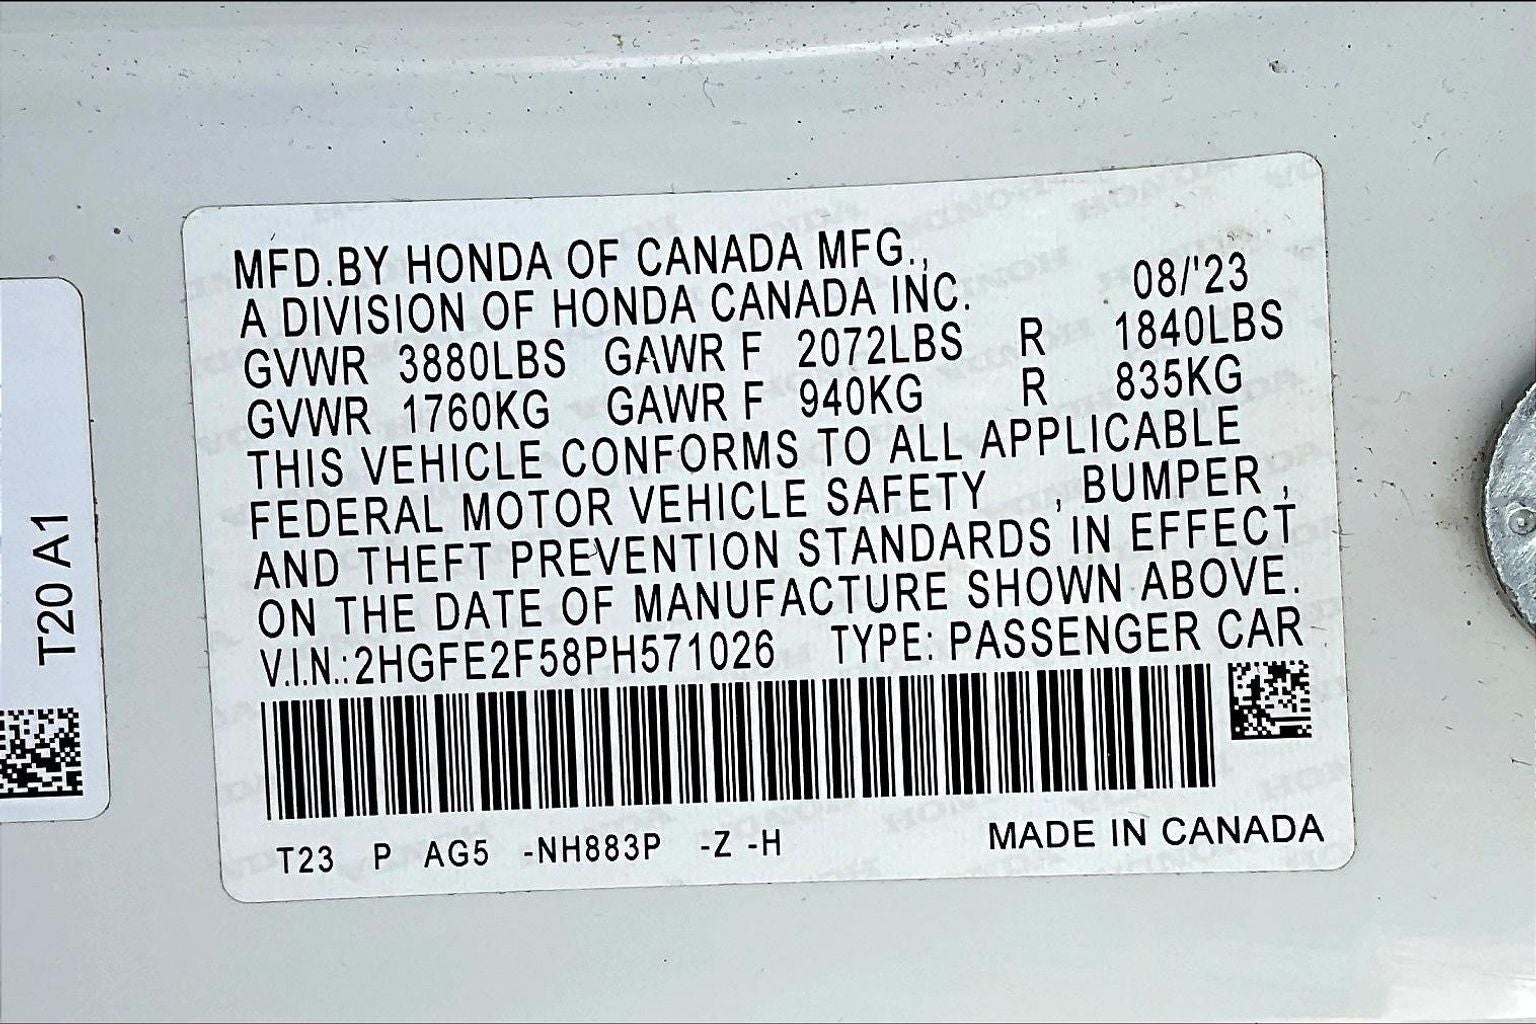 MFD.BY HONDA OF CANADA MFG.,
A DIVISION OF HONDA CANADA INC. 08/'23
GVWR 3880LBS GAWR F 2072LBS R 1840LBS
GVWR 1760KG GAWR F 940KG R 835KG
THIS VEHICLE CONFORMS TO ALL APPLICABLE
FEDERAL MOTOR VEHICLE SAFETY , BUMPER ,
AND THEFT PREVENTION STANDARDS IN EFFECT
ON THE DATE OF MANUFACTURE SHOWN ABOVE.
V.I.N.:2HGFE2F58PH571026 TYPE: PASSENGER CAR
T23 P AG5 -NH883P -Z -H MADE IN CANADA
T20 A1